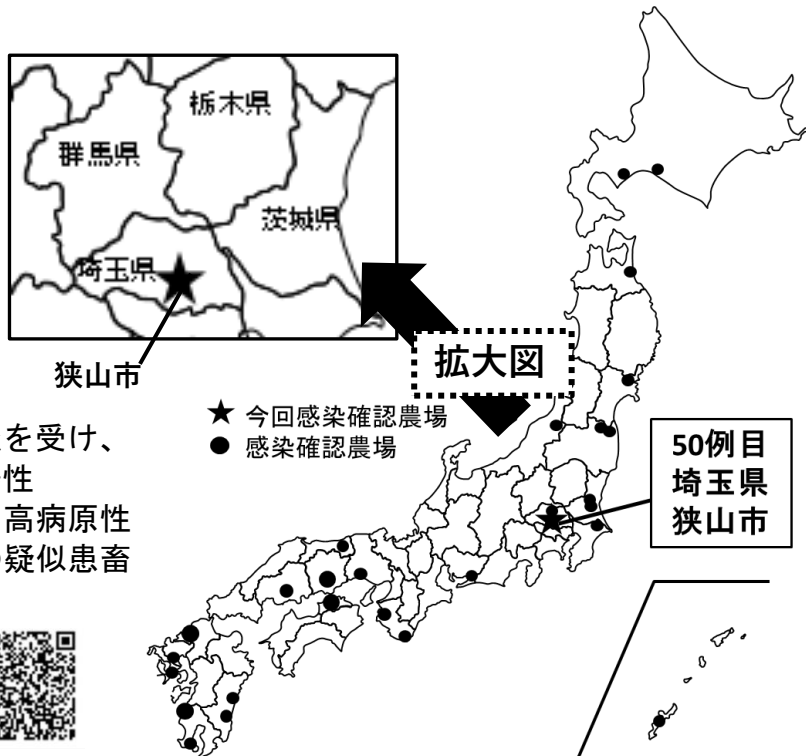 栃木県
群馬県
茨城県
埼玉県
狭山市
拡大図
★ 今回感染確認農場
● 感染確認農場
を受け、
性
高病原性
疑似患畜
50例目
埼玉県
狭山市